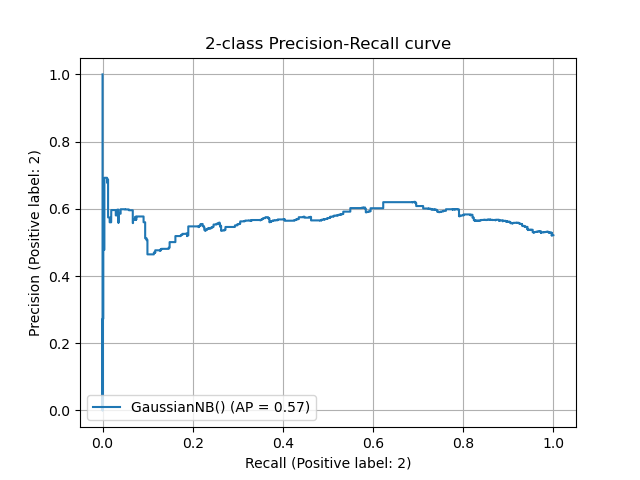 2-class Precision-Recall curve
Precision (Positive label: 2)
1.0
0.8
0.6
0.4
0.2
0.0
GaussianNB() (AP = 0.57)
0.0 0.2 0.4 0.6 0.8 1.0
Recall (Positive label: 2)